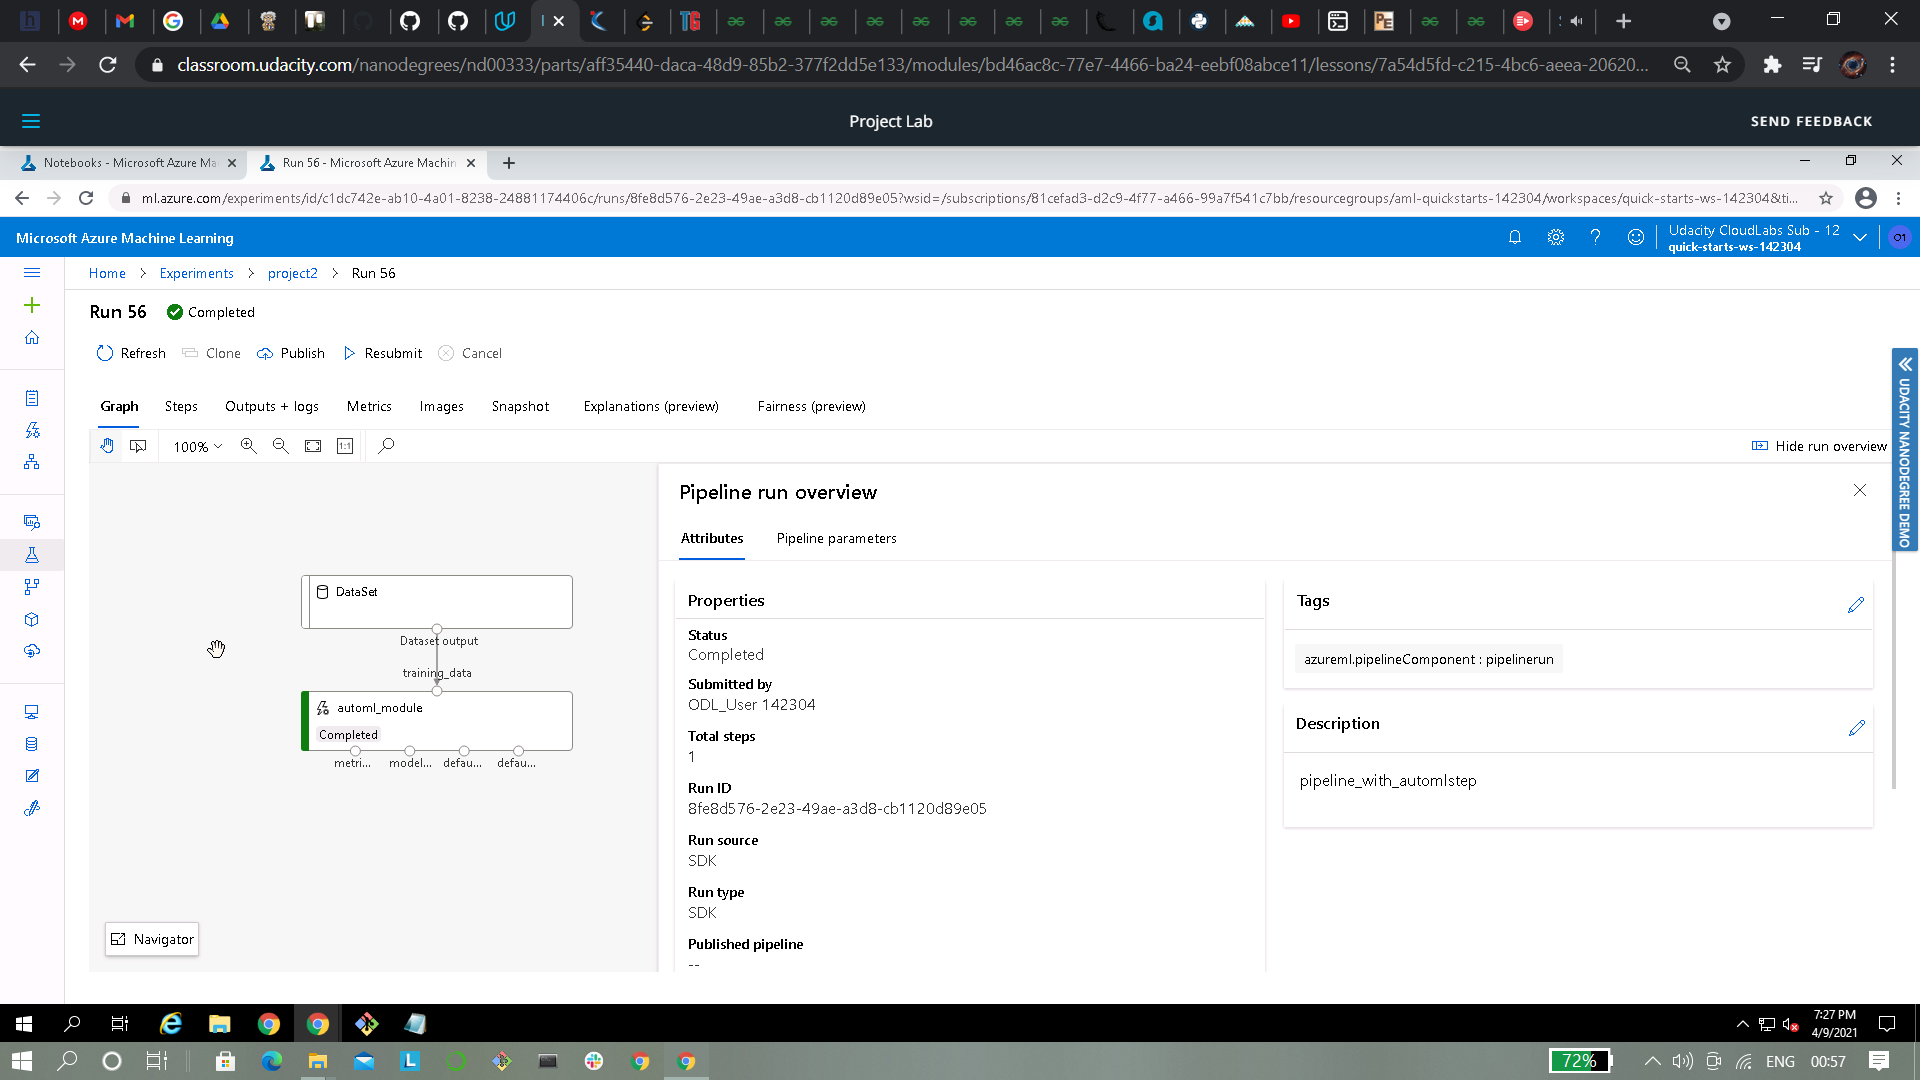 classroom.udacity.com/nanodegrees/nd00333/parts/aff35440-daca-48d9-85b2-377f2dd5e133/modules/bd46ac8c-77e7-4466-ba24-eebf08abce11/lessons/7a54d5fd-c215-4bc6-aeea-20620...
Project Lab
SEND FEEDBACK
Notebooks - Microsoft Azure Ma
Run 56 - Microsoft Azure Machin
ml.azure.com/experiments/id/c1dc742e-ab10-4a01-8238-24881174406c/runs/8fe8d576-2e23-49ae-a3d8-cb1120d89e05?wsid=/subscriptions/81cefad3-d2c9-4f77-a466-99a7f541c7bb/resourcegroups/aml-quickstarts-142304/workspaces/quick-starts-ws-142304&ti...
Microsoft Azure Machine Learning
Udacity CloudLabs Sub - 12
quick-starts-ws-142304
O1
Home > Experiments > project2 > Run 56
Run 56 Completed
Refresh Clone Publish Resubmit Cancel
Graph Steps Outputs + logs Metrics Images Snapshot Explanations (preview) Fairness (preview)
100%
1:1
Hide run overview
UDACITY NANODEGREE DEMO
DataSet
Dataset output
training_data
automl_module
Completed
metri... model... defau... defau...
Navigator
Pipeline run overview
Attributes Pipeline parameters
Properties
Status
Completed
Submitted by
ODL_User 142304
Total steps
1
Run ID
8fe8d576-2e23-49ae-a3d8-cb1120d89e05
Run source
SDK
Run type
SDK
Published pipeline
--
Tags
azureml.pipelineComponent : pipelinerun
Description
pipeline_with_automlstep
7:27 PM
4/9/2021
72%
ENG
00:57